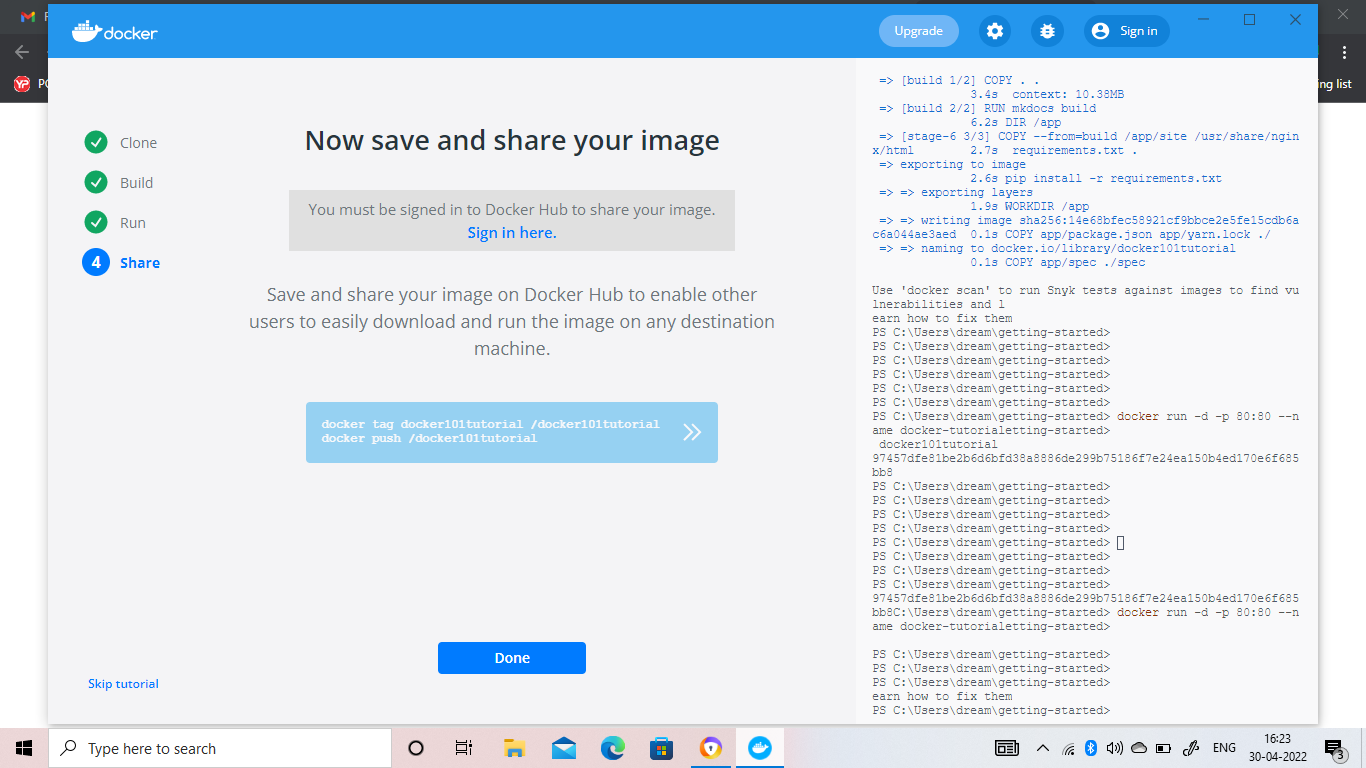 docker
Upgrade
Sign in
ing list
Clone
Build
Run
4
Share
Now save and share your image
You must be signed in to Docker Hub to share your image.
Sign in here.
Save and share your image on Docker Hub to enable other
users to easily download and run the image on any destination
machine.
docker tag docker101tutorial /docker101tutorial
docker push /docker101tutorial
Done
Skip tutorial
=> [build 1/2] COPY . .
3.4s context: 10.38MB
=> [build 2/2] RUN mkdocs build
6.2s DIR /app
=> [stage-6 3/3] COPY --from=build /app/site /usr/share/ngin
x/html 2.7s requirements.txt .
=> exporting to image
2.6s pip install -r requirements.txt
=> => exporting layers
1.9s WORKDIR /app
=> => writing image sha256:14e68bfec58921cf9bbce2e5fe15cdb6a
c6a044ae3aed 0.1s COPY app/package.json app/yarn.lock ./
=> => naming to docker.io/library/docker101tutorial
0.1s COPY app/spec ./spec
Use 'docker scan' to run Snyk tests against images to find vu
lnerabilities and l
earn how to fix them
PS C:\Users\dream\getting-started>
PS C:\Users\dream\getting-started>
PS C:\Users\dream\getting-started>
PS C:\Users\dream\getting-started>
PS C:\Users\dream\getting-started>
PS C:\Users\dream\getting-started>
PS C:\Users\dream\getting-started> docker run -d -p 80:80 --n
ame docker-tutorialetting-started>
docker101tutorial
97457dfe81be2b6d6bfd38a8886de299b75186f7e24ea150b4ed170e6f685
bb8
PS C:\Users\dream\getting-started>
PS C:\Users\dream\getting-started>
PS C:\Users\dream\getting-started>
PS C:\Users\dream\getting-started>
PS C:\Users\dream\getting-started>
PS C:\Users\dream\getting-started>
PS C:\Users\dream\getting-started>
PS C:\Users\dream\getting-started>
97457dfe81be2b6d6bfd38a8886de299b75186f7e24ea150b4ed170e6f685
bb8C:\Users\dream\getting-started> docker run -d -p 80:80 --n
ame docker-tutorialetting-started>
PS C:\Users\dream\getting-started>
PS C:\Users\dream\getting-started>
PS C:\Users\dream\getting-started>
earn how to fix them
PS C:\Users\dream\getting-started>
Type here to search
ENG
16:23
30-04-2022
3